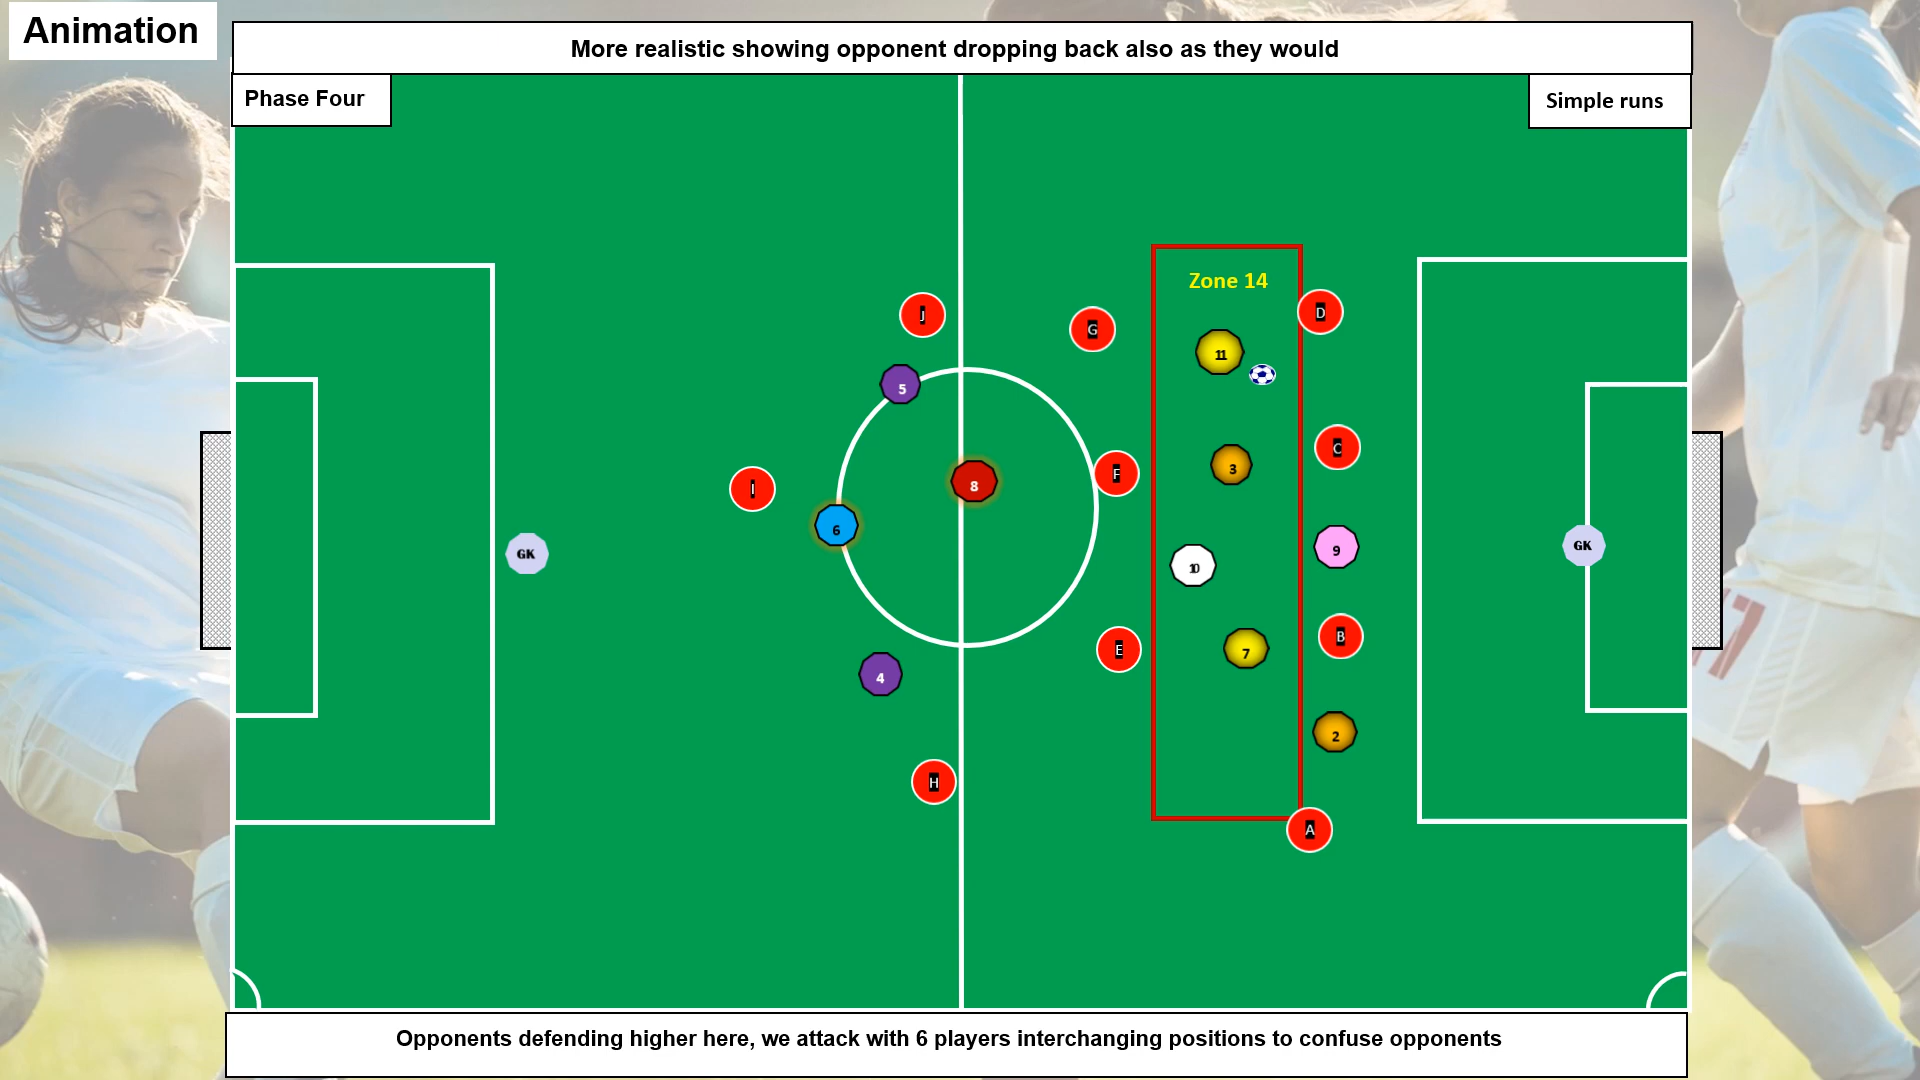 Animation
More realistic showing opponent dropping back also as they would
Phase Four
Simple runs
Zone 14
J
G
D
11
5
C
3
F
8
I
6
GK
9
GK
10
B
E
7
4
2
H
A
17
Opponents defending higher here, we attack with 6 players interchanging positions to confuse opponents